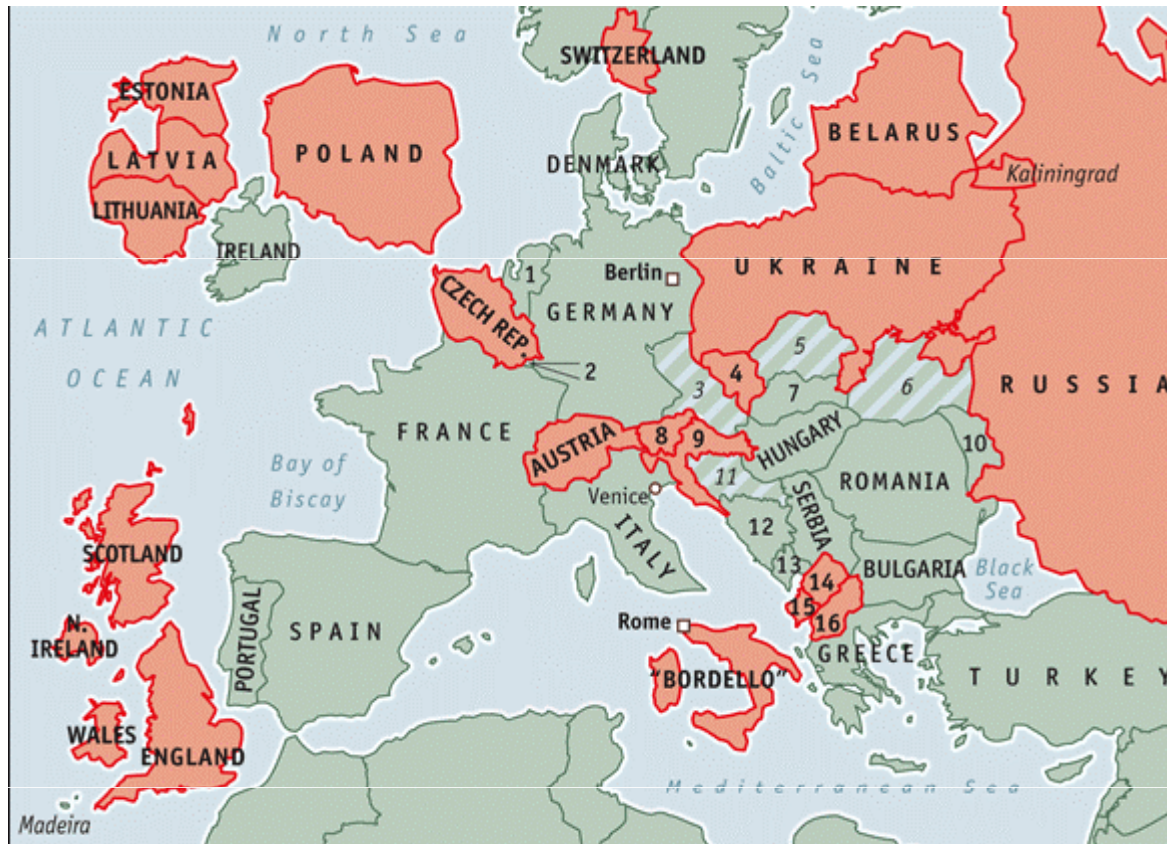 North Sea
SWITZERLAND
ESTONIA
Baltic Sea
BELARUS
LATVIA
POLAND
DENMARK
Kaliningrad
LITHUANIA
IRELAND
1
Berlin
UKRAINE
CZECH REP.
GERMANY
ATLANTIC
OCEAN
2
3
4
5
6
7
RUSSIA
FRANCE
AUSTRIA
8
9
HUNGARY
10
Bay of
Biscay
Venice
11
ROMANIA
SCOTLAND
ITALY
12
SERBIA
13
BULGARIA
Black
Sea
14
15
16
N.
IRELAND
PORTUGAL
SPAIN
Rome
GREECE
"BORDELLO"
TURKEY
WALES
ENGLAND
Mediterranean Sea
Madeira